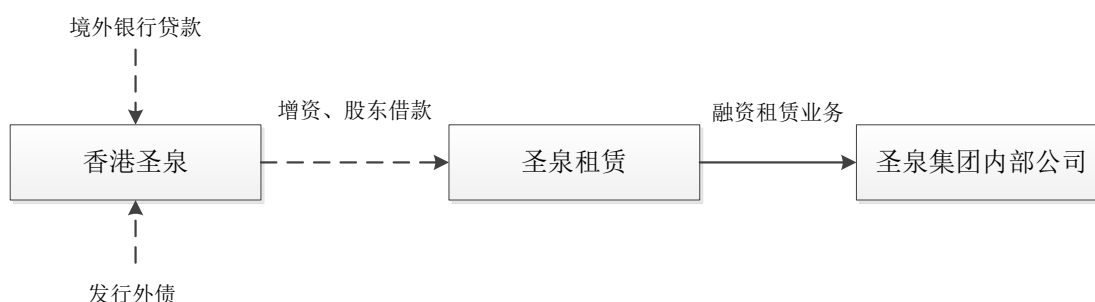 境外银行贷款
增资、股东借款
融资租赁业务
香港圣泉
圣泉租赁
圣泉集团内部公司
发行外债